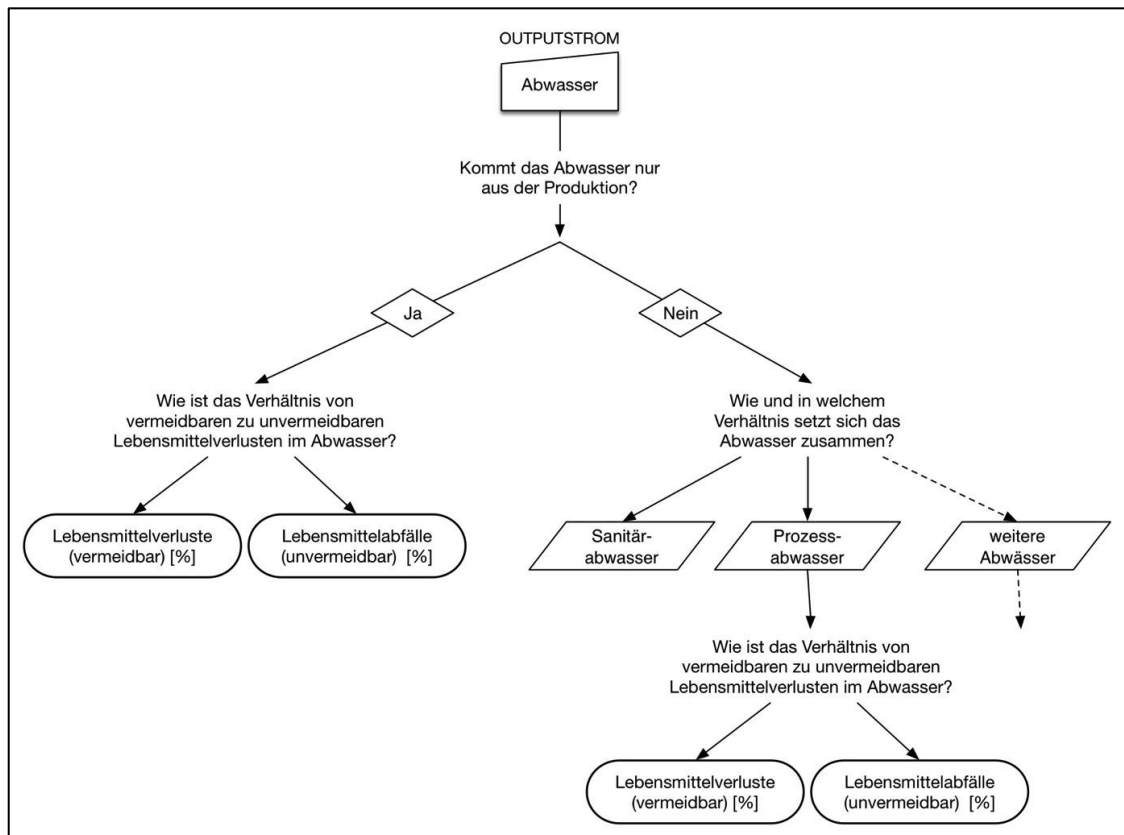 OUTPUTSTROM
Abwasser
Kommt das Abwasser nur
aus der Produktion?
Ja
Nein
Wie ist das Verhältnis von
vermeidbaren zu unvermeidbaren
Lebensmittelverlusten im Abwasser?
Wie und in welchem
Verhältnis setzt sich das
Abwasser zusammen?
Lebensmittelverluste
(vermeidbar) [%]
Lebensmittelabfälle
(unvermeidbar) [%]
Sanitär-
abwasser
Prozess-
abwasser
weitere
Abwässer
Wie ist das Verhältnis von
vermeidbaren zu unvermeidbaren
Lebensmittelverlusten im Abwasser?
Lebensmittelverluste
(vermeidbar) [%]
Lebensmittelabfälle
(unvermeidbar) [%]